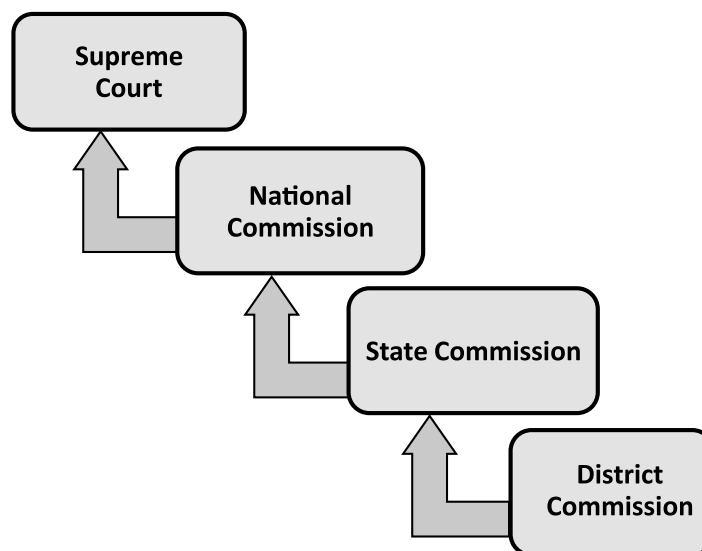 Supreme
Court
National
Commission
State Commission
District
Commission